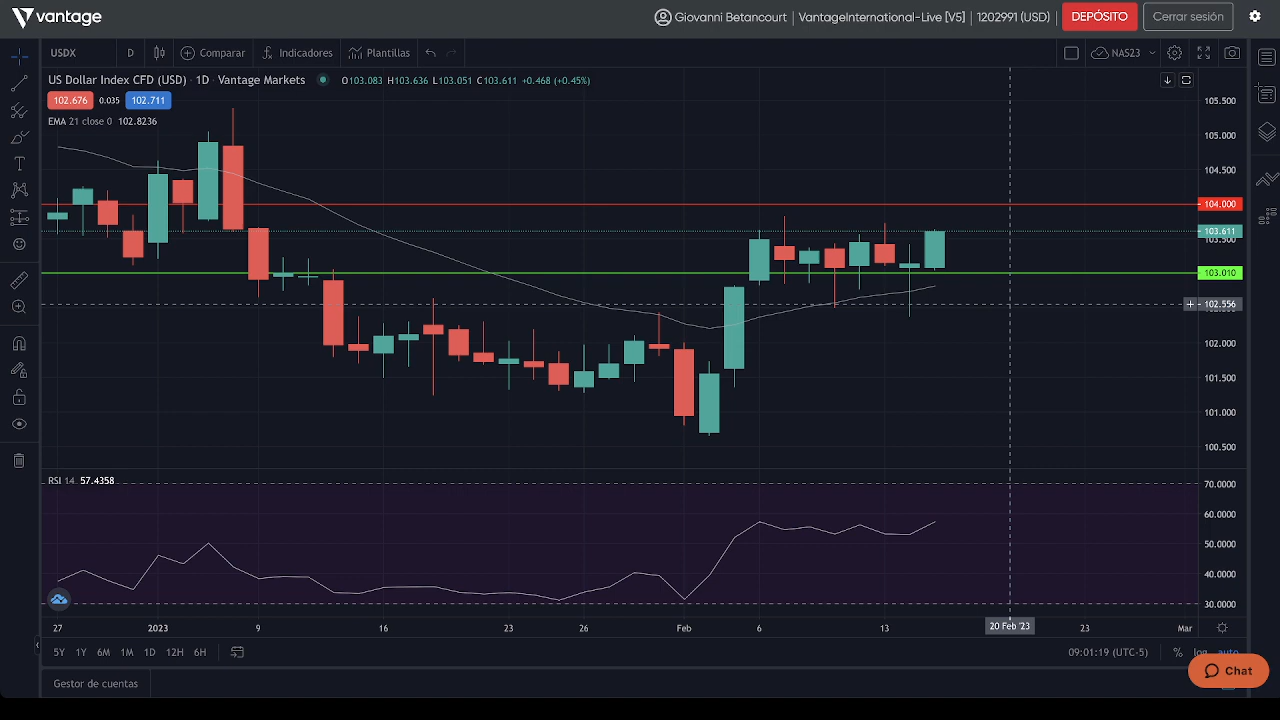 vantage
Giovanni Betancourt | VantageInternational-Live [V5] | 1202991 (USD)
DEPÓSITO
Cerrar sesión
USDX
D
Comparar
Indicadores
Plantillas
NAS23
US Dollar Index CFD (USD) · 1D · Vantage Markets
O103.083 H103.636 L103.051 C103.611 +0.468 (+0.45%)
102.676 0.035 102.711
EMA 21 close 0 102.8236
105.500
105.000
104.500
104.000
103.611
103.500
103.010
102.556
102.000
101.500
101.000
100.500
RSI 14 57.4358
70.0000
60.0000
50.0000
40.0000
30.0000
27 2023 9 16 23 26 Feb 6 13 20 Feb '23 23 Mar
5Y 1Y 6M 1M 1D 12H 6H
09:01:19 (UTC-5) % log auto
Chat
Gestor de cuentas